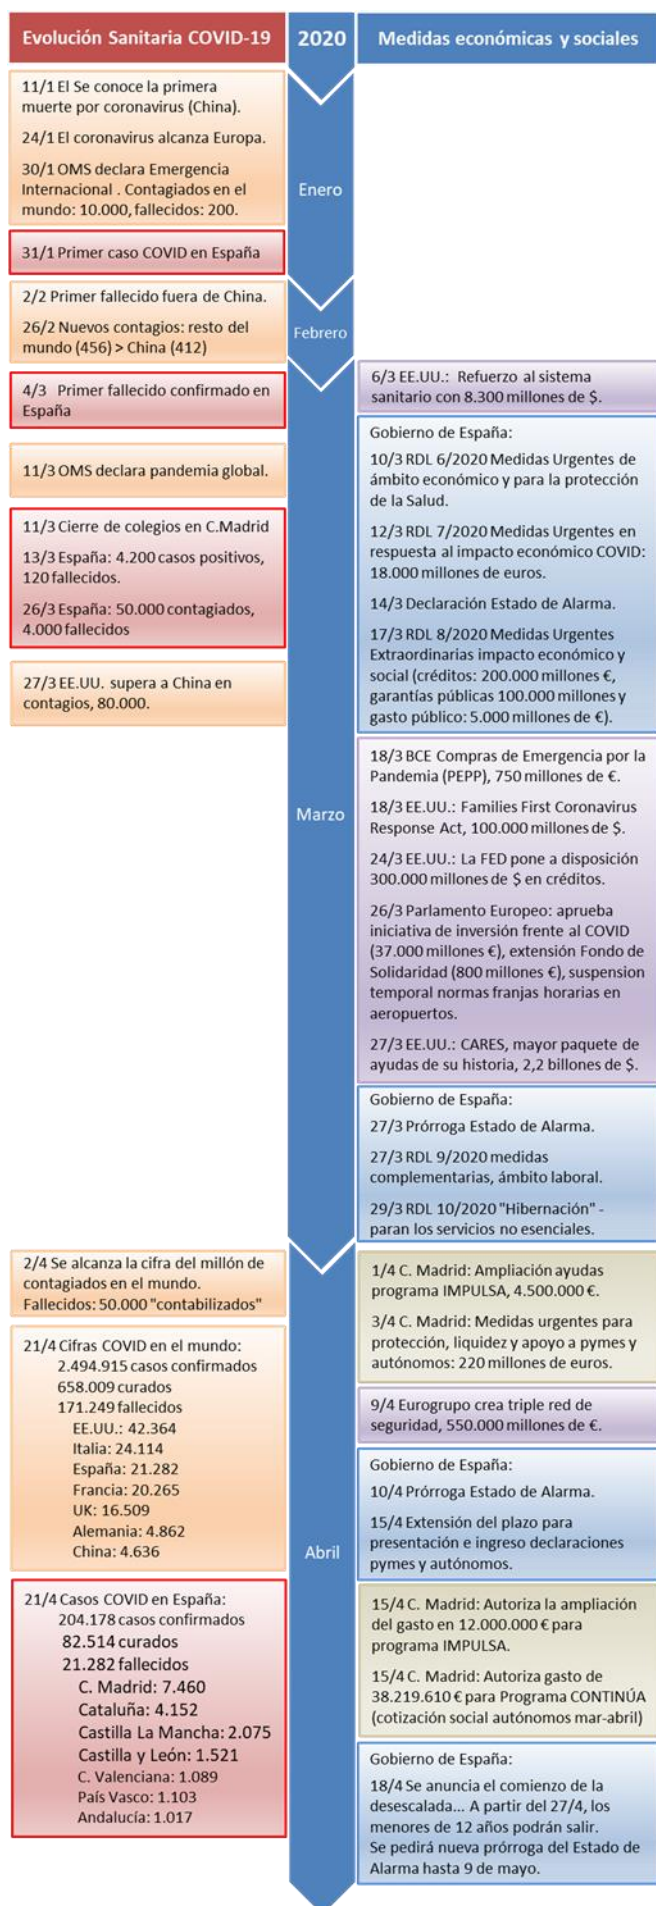 Evolución Sanitaria COVID-19
2020
Medidas económicas y sociales
11/1 El Se conoce la primera
muerte por coronavirus (China).
24/1 El coronavirus alcanza Europa.
30/1 OMS declara Emergencia
Internacional . Contagiados en el
mundo: 10.000, fallecidos: 200.
Enero
31/1 Primer caso COVID en España
2/2 Primer fallecido fuera de China.
26/2 Nuevos contagios: resto del
mundo (456) > China (412)
Febrero
4/3 Primer fallecido confirmado en
España
11/3 OMS declara pandemia global.
11/3 Cierre de colegios en C.Madrid
13/3 España: 4.200 casos positivos,
120 fallecidos.
26/3 España: 50.000 contagiados,
4.000 fallecidos
27/3 EE.UU. supera a China en
contagios, 80.000.
Marzo
6/3 EE.UU.: Refuerzo al sistema
sanitario con 8.300 millones de $.
Gobierno de España:
10/3 RDL 6/2020 Medidas Urgentes de
ámbito económico y para la protección
de la Salud.
12/3 RDL 7/2020 Medidas Urgentes en
respuesta al impacto económico COVID:
18.000 millones de euros.
14/3 Declaración Estado de Alarma.
17/3 RDL 8/2020 Medidas Urgentes
Extraordinarias impacto económico y
social (créditos: 200.000 millones €,
garantías públicas 100.000 millones y
gasto público: 5.000 millones de €).
18/3 BCE Compras de Emergencia por la
Pandemia (PEPP), 750 millones de €.
18/3 EE.UU.: Families First Coronavirus
Response Act, 100.000 millones de $.
24/3 EE.UU.: La FED pone a disposición
300.000 millones de $ en créditos.
26/3 Parlamento Europeo: aprueba
iniciativa de inversión frente al COVID
(37.000 millones €), extensión Fondo de
Solidaridad (800 millones €), suspension
temporal normas franjas horarias en
aeropuertos.
27/3 EE.UU.: CARES, mayor paquete de
ayudas de su historia, 2,2 billones de $.
Gobierno de España:
27/3 Prórroga Estado de Alarma.
27/3 RDL 9/2020 medidas
complementarias, ámbito laboral.
29/3 RDL 10/2020 "Hibernación" -
paran los servicios no esenciales.
2/4 Se alcanza la cifra del millón de
contagiados en el mundo.
Fallecidos: 50.000 "contabilizados"
21/4 Cifras COVID en el mundo:
2.494.915 casos confirmados
658.009 curados
171.249 fallecidos
EE.UU.: 42.364
Italia: 24.114
España: 21.282
Francia: 20.265
UK: 16.509
Alemania: 4.862
China: 4.636
21/4 Casos COVID en España:
204.178 casos confirmados
82.514 curados
21.282 fallecidos
C. Madrid: 7.460
Cataluña: 4.152
Castilla La Mancha: 2.075
Castilla y León: 1.521
C. Valenciana: 1.089
País Vasco: 1.103
Andalucía: 1.017
Abril
1/4 C. Madrid: Ampliación ayudas
programa IMPULSA, 4.500.000 €.
3/4 C. Madrid: Medidas urgentes para
protección, liquidez y apoyo a pymes y
autónomos: 220 millones de euros.
9/4 Eurogrupo crea triple red de
seguridad, 550.000 millones de €.
Gobierno de España:
10/4 Prórroga Estado de Alarma.
15/4 Extensión del plazo para
presentación e ingreso declaraciones
pymes y autónomos.
15/4 C. Madrid: Autoriza la ampliación
del gasto en 12.000.000 € para
programa IMPULSA.
15/4 C. Madrid: Autoriza gasto de
38.219.610 € para Programa CONTINÚA
(cotización social autónomos mar-abril)
Gobierno de España:
18/4 Se anuncia el comienzo de la
desescalada... A partir del 27/4, los
menores de 12 años podrán salir.
Se pedirá nueva prórroga del Estado de
Alarma hasta 9 de mayo.